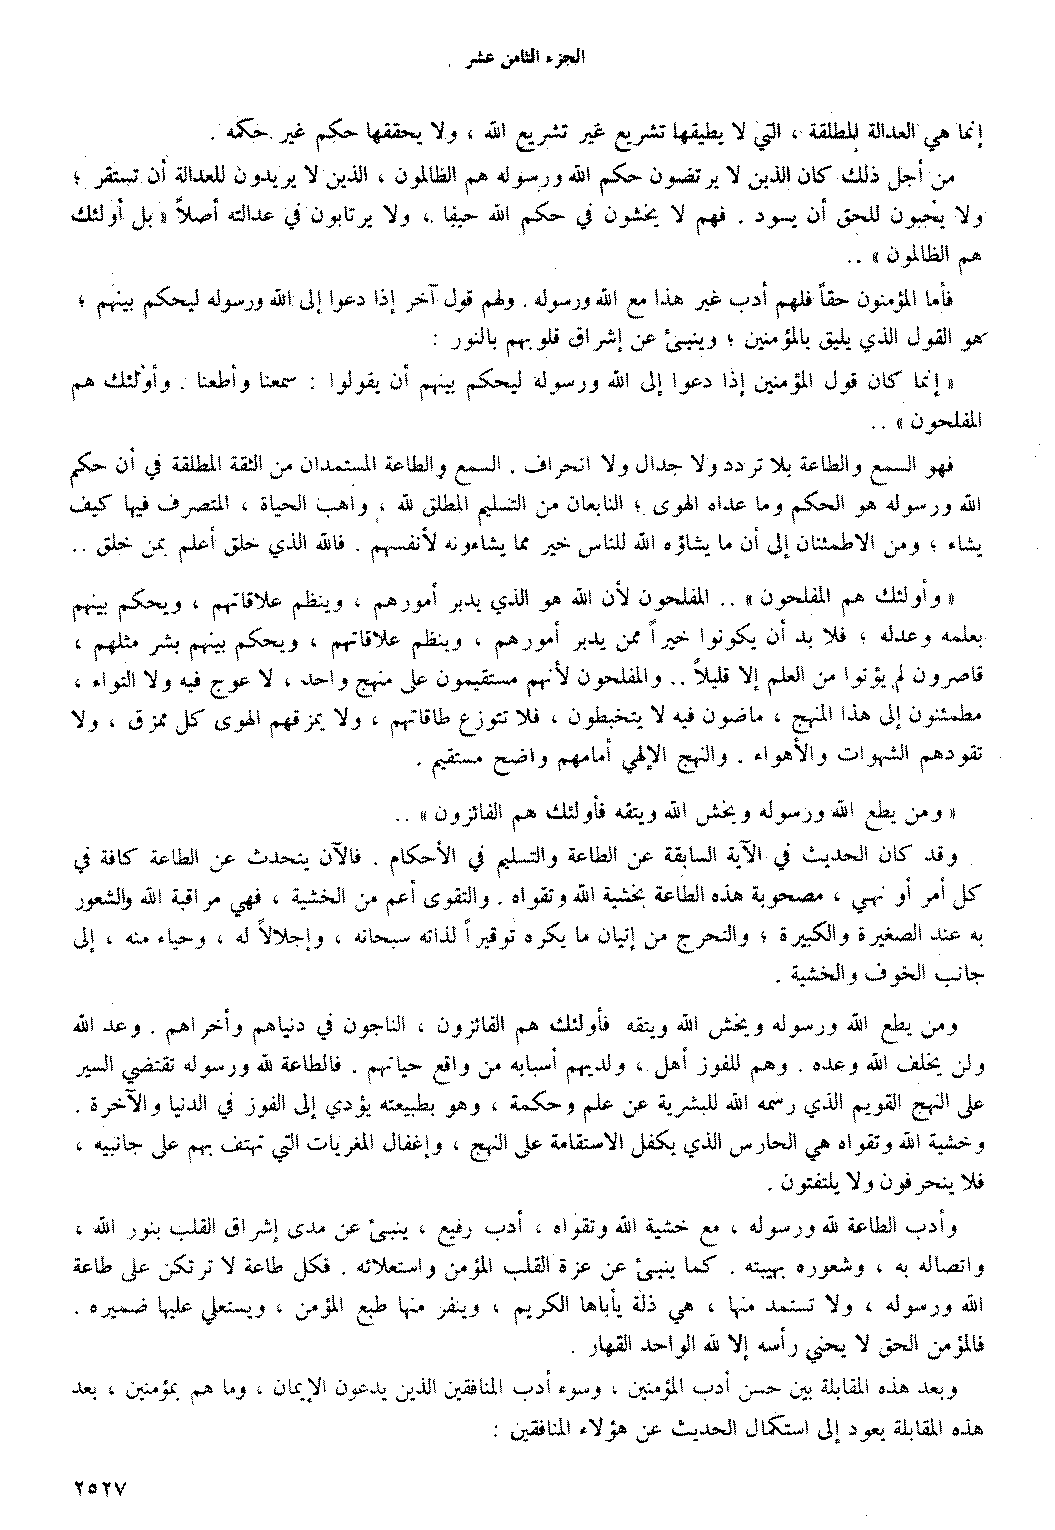 الجزء الثامن عشر
إنما هي العدالة المطلقة ، التي لا يطيقها تشريع غير تشريع الله ، ولا يحققها حكم غير حكمه .
من أجل ذلك كان الذين لا يرتضون حكم الله ورسوله هم الظالمون ، الذين لا يريدون للعدالة أن تستقر ؛
ولا يحبون للحق أن يسود . فهم لا يخشون في حكم الله حيفا ، ولا يرتابون في عدالته أصلاً « بل أولئك
هم الظالمون » ..
فأما المؤمنون حقاً فلهم أدب غير هذا مع الله ورسوله . ولهم قول آخر إذا دعوا إلى الله ورسوله ليحكم بينهم ؛
هو القول الذي يليق بالمؤمنين ؛ وينبئ عن إشراق قلوبهم بالنور :
« إنما كان قول المؤمنين إذا دعوا إلى الله ورسوله ليحكم بينهم أن يقولوا : سمعنا وأطعنا . وأولئك هم
المفلحون » ..
فهو السمع والطاعة بلا تردد ولا جدال ولا انحراف . السمع والطاعة المستمدان من الثقة المطلقة في أن حكم
الله ورسوله هو الحكم وما عداه الهوى ؛ النابعان من التسليم المطلق لله ، واهب الحياة ، المتصرف فيها كيف
يشاء ؛ ومن الاطمئنان إلى أن ما يشاؤه الله للناس خير مما يشاءونه لأنفسهم . فالله الذي خلق أعلم بمن خلق ..
« وأولئك هم المفلحون » .. المفلحون لأن الله هو الذي يدبر أمورهم ، وينظم علاقاتهم ، ويحكم بينهم
بعلمه وعدله ؛ فلا بد أن يكونوا خيراً ممن يدبر أمورهم ، وينظم علاقاتهم ، ويحكم بينهم بشر مثلهم ،
قاصرون لم يؤتوا من العلم إلا قليلاً .. والمفلحون لأنهم مستقيمون على منهج واحد ، لا عوج فيه ولا التواء ،
مطمئنون إلى هذا المنهج ، ماضون فيه لا يتخبطون ، فلا تتوزع طاقاتهم ، ولا يمزقهم الهوى كل ممزق ، ولا
تقودهم الشهوات والأهواء . والنهج الإلهي أمامهم واضح مستقيم .
« ومن يطع الله ورسوله ويخش الله ويتقه فأولئك هم الفائزون » ..
وقد كان الحديث في الآية السابقة عن الطاعة والتسليم في الأحكام . فالآن يتحدث عن الطاعة كافة في
كل أمر أو نهي ، مصحوبة هذه الطاعة بخشية الله وتقواه . والتقوى أعم من الخشية ، فهي مراقبة الله والشعور
به عند الصغيرة والكبيرة ؛ والتحرج من إتيان ما يكره توقيراً لذاته سبحانه ، وإجلالاً له ، وحياء منه ، إلى
جانب الخوف والخشية .
ومن يطع الله ورسوله ويخش الله ويتقه فأولئك هم الفائزون ، الناجون في دنياهم وأخراهم . وعد الله
ولن يخلف الله وعده . وهم للفوز أهل ، ولديهم أسبابه من واقع حياتهم . فالطاعة لله ورسوله تقتضي السير
على النهج القويم الذي رسمه الله للبشرية عن علم وحكمة ، وهو بطبيعته يؤدي إلى الفوز في الدنيا والآخرة .
وخشية الله وتقواه هي الحارس الذي يكفل الاستقامة على النهج ، وإغفال المغريات التي تهتف بهم على جانبيه ،
فلا ينحرفون ولا يلتفتون .
وأدب الطاعة لله ورسوله ، مع خشية الله وتقواه ، أدب رفيع ، ينبئ عن مدى إشراق القلب بنور الله ،
واتصاله به ، وشعوره بهيبته . كما ينبئ عن عزة القلب المؤمن واستعلائه . فكل طاعة لا ترتكن على طاعة
الله ورسوله ، ولا تستمد منها ، هي ذلة يأباها الكريم ، وينفر منها طبع المؤمن ، ويستعلي عليها ضميره .
فالمؤمن الحق لا يحني رأسه إلا لله الواحد القهار .
وبعد هذه المقابلة بين حسن أدب المؤمنين ، وسوء أدب المنافقين الذين يدعون الإيمان ، وما هم بمؤمنين ، بعد
هذه المقابلة يعود إلى استكمال الحديث عن هؤلاء المنافقين :
٢٥٢٧